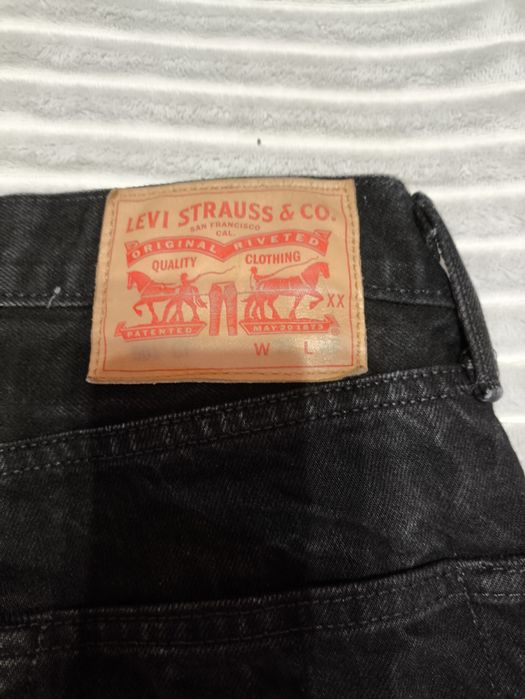 LEVI STRAUSS & CO.
SAN FRANCISCO
CAL.
ORIGINAL RIVETED
QUALITY CLOTHING
XX
PATENTED MAY 20 1873
W L